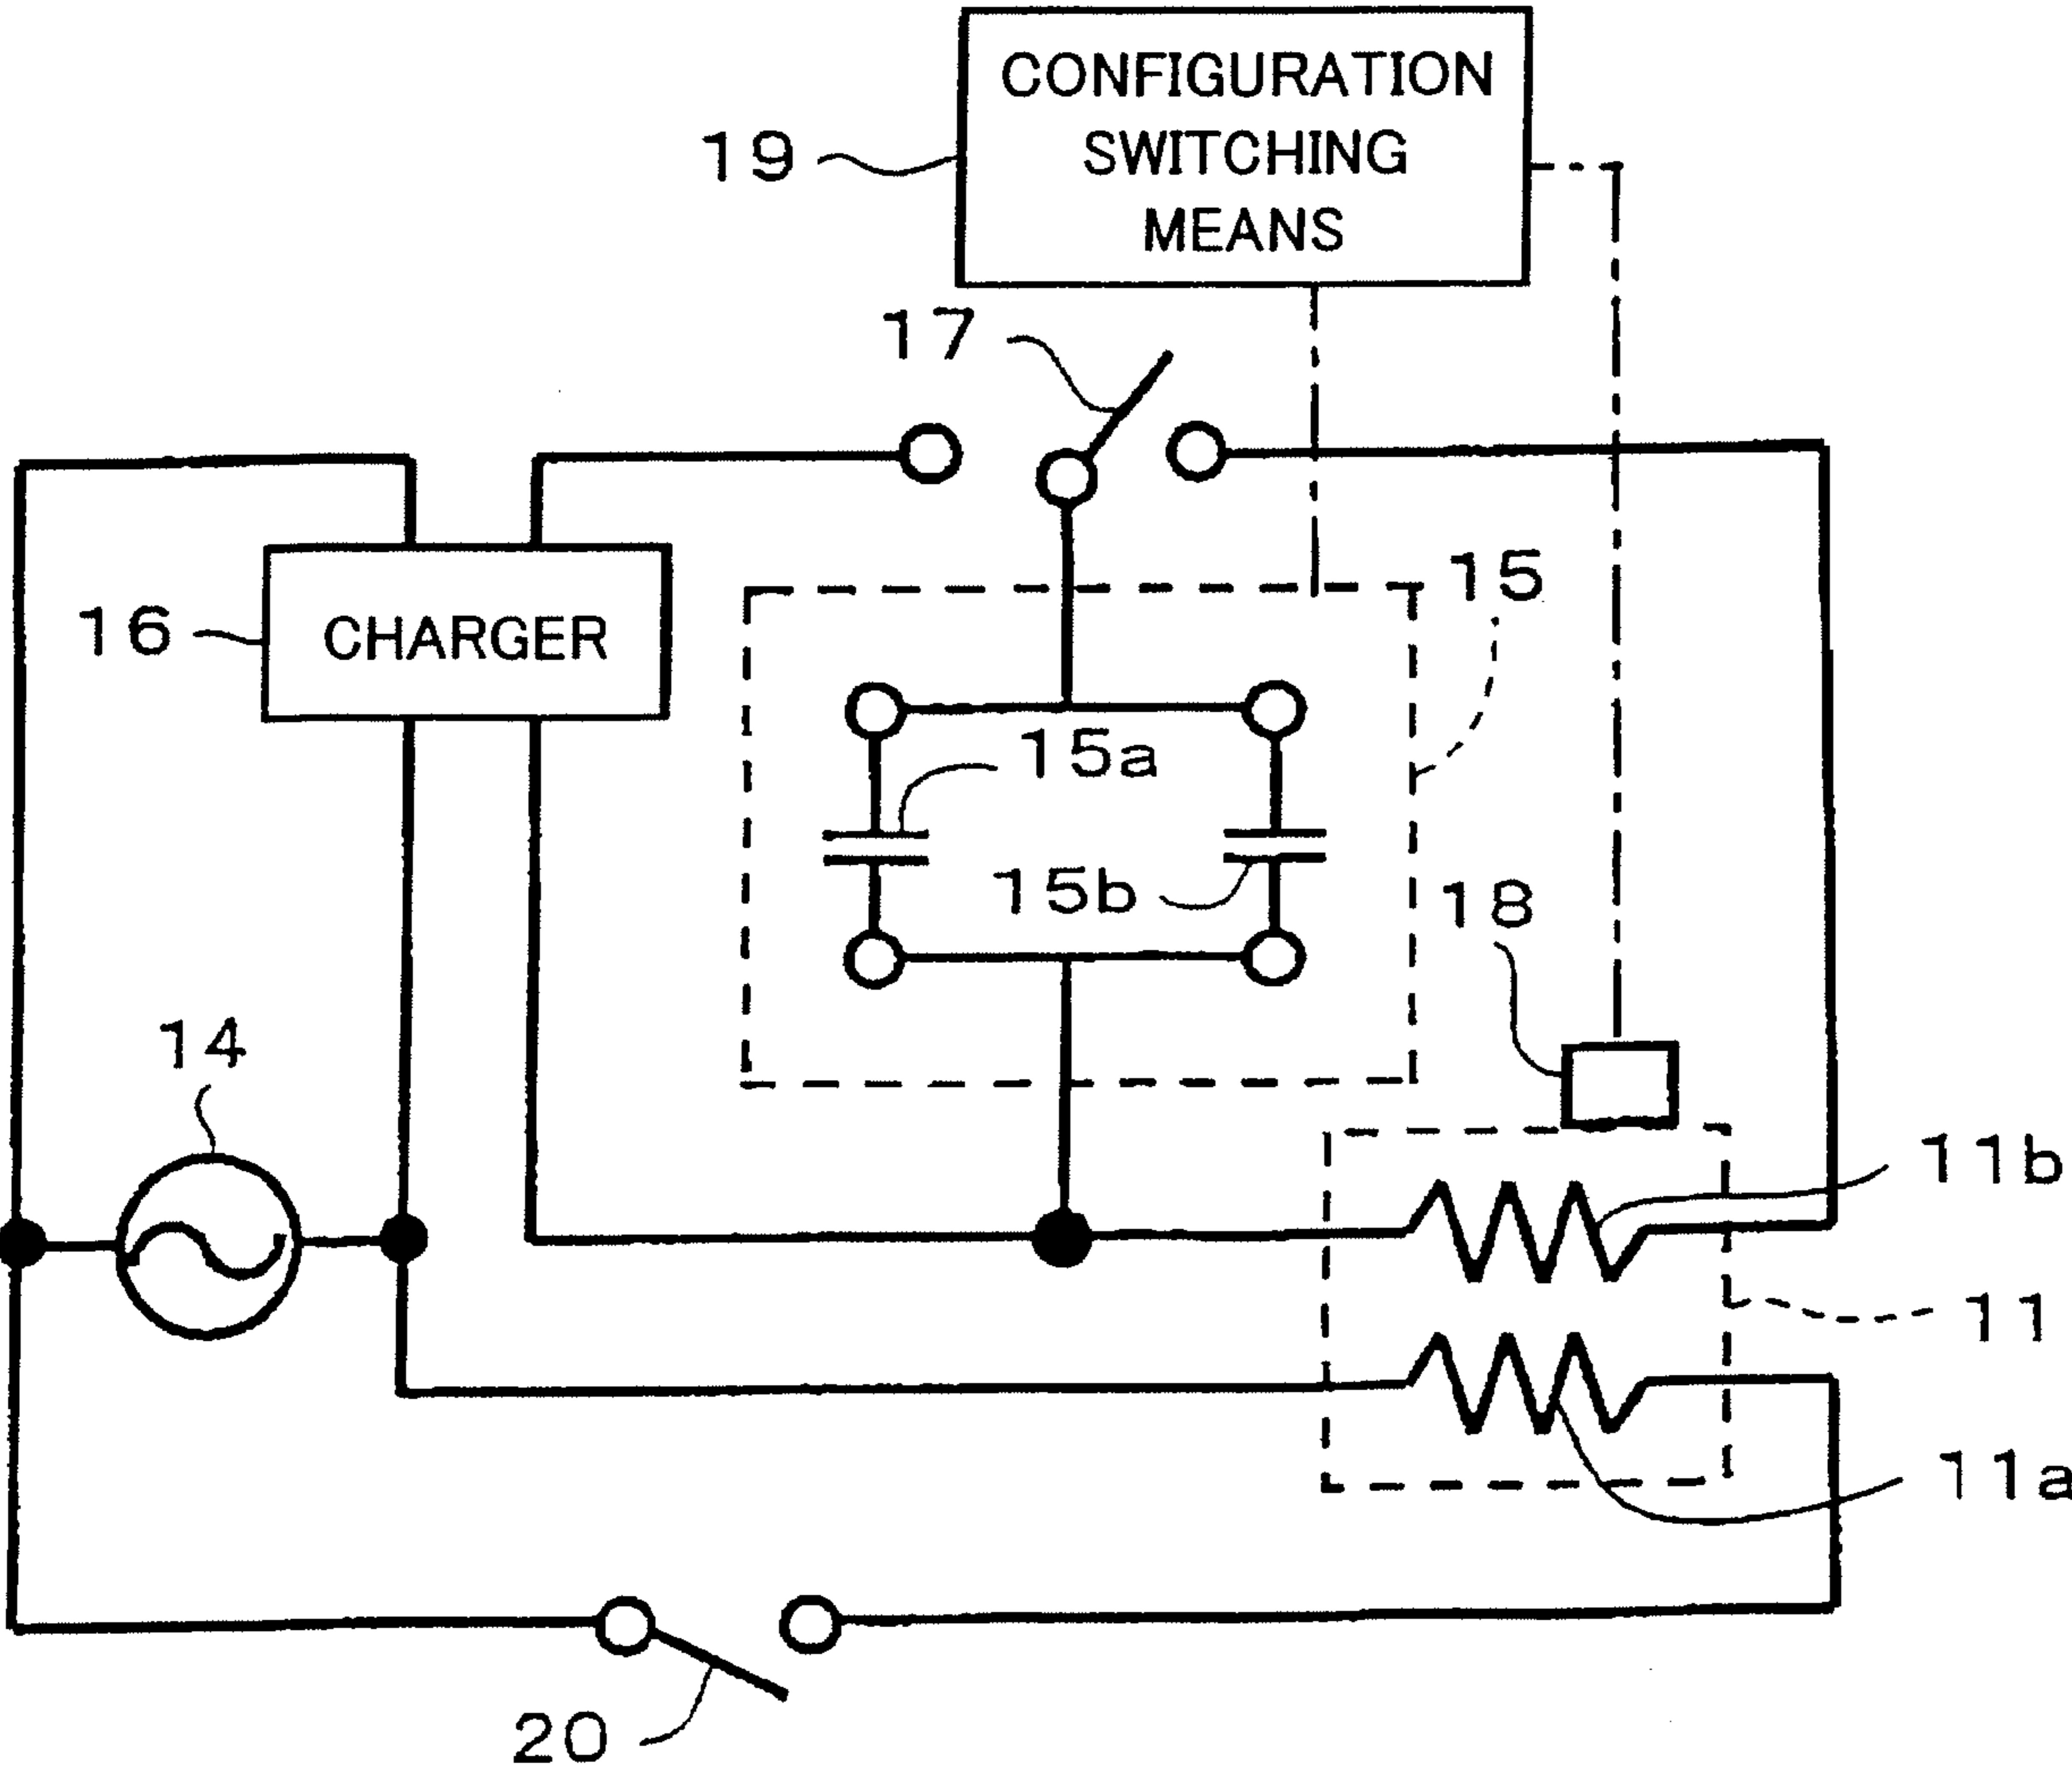 CONFIGURATION
SWITCHING
MEANS
19
17
15
16
CHARGER
15a
15b
18
14
11b
11
11a
20